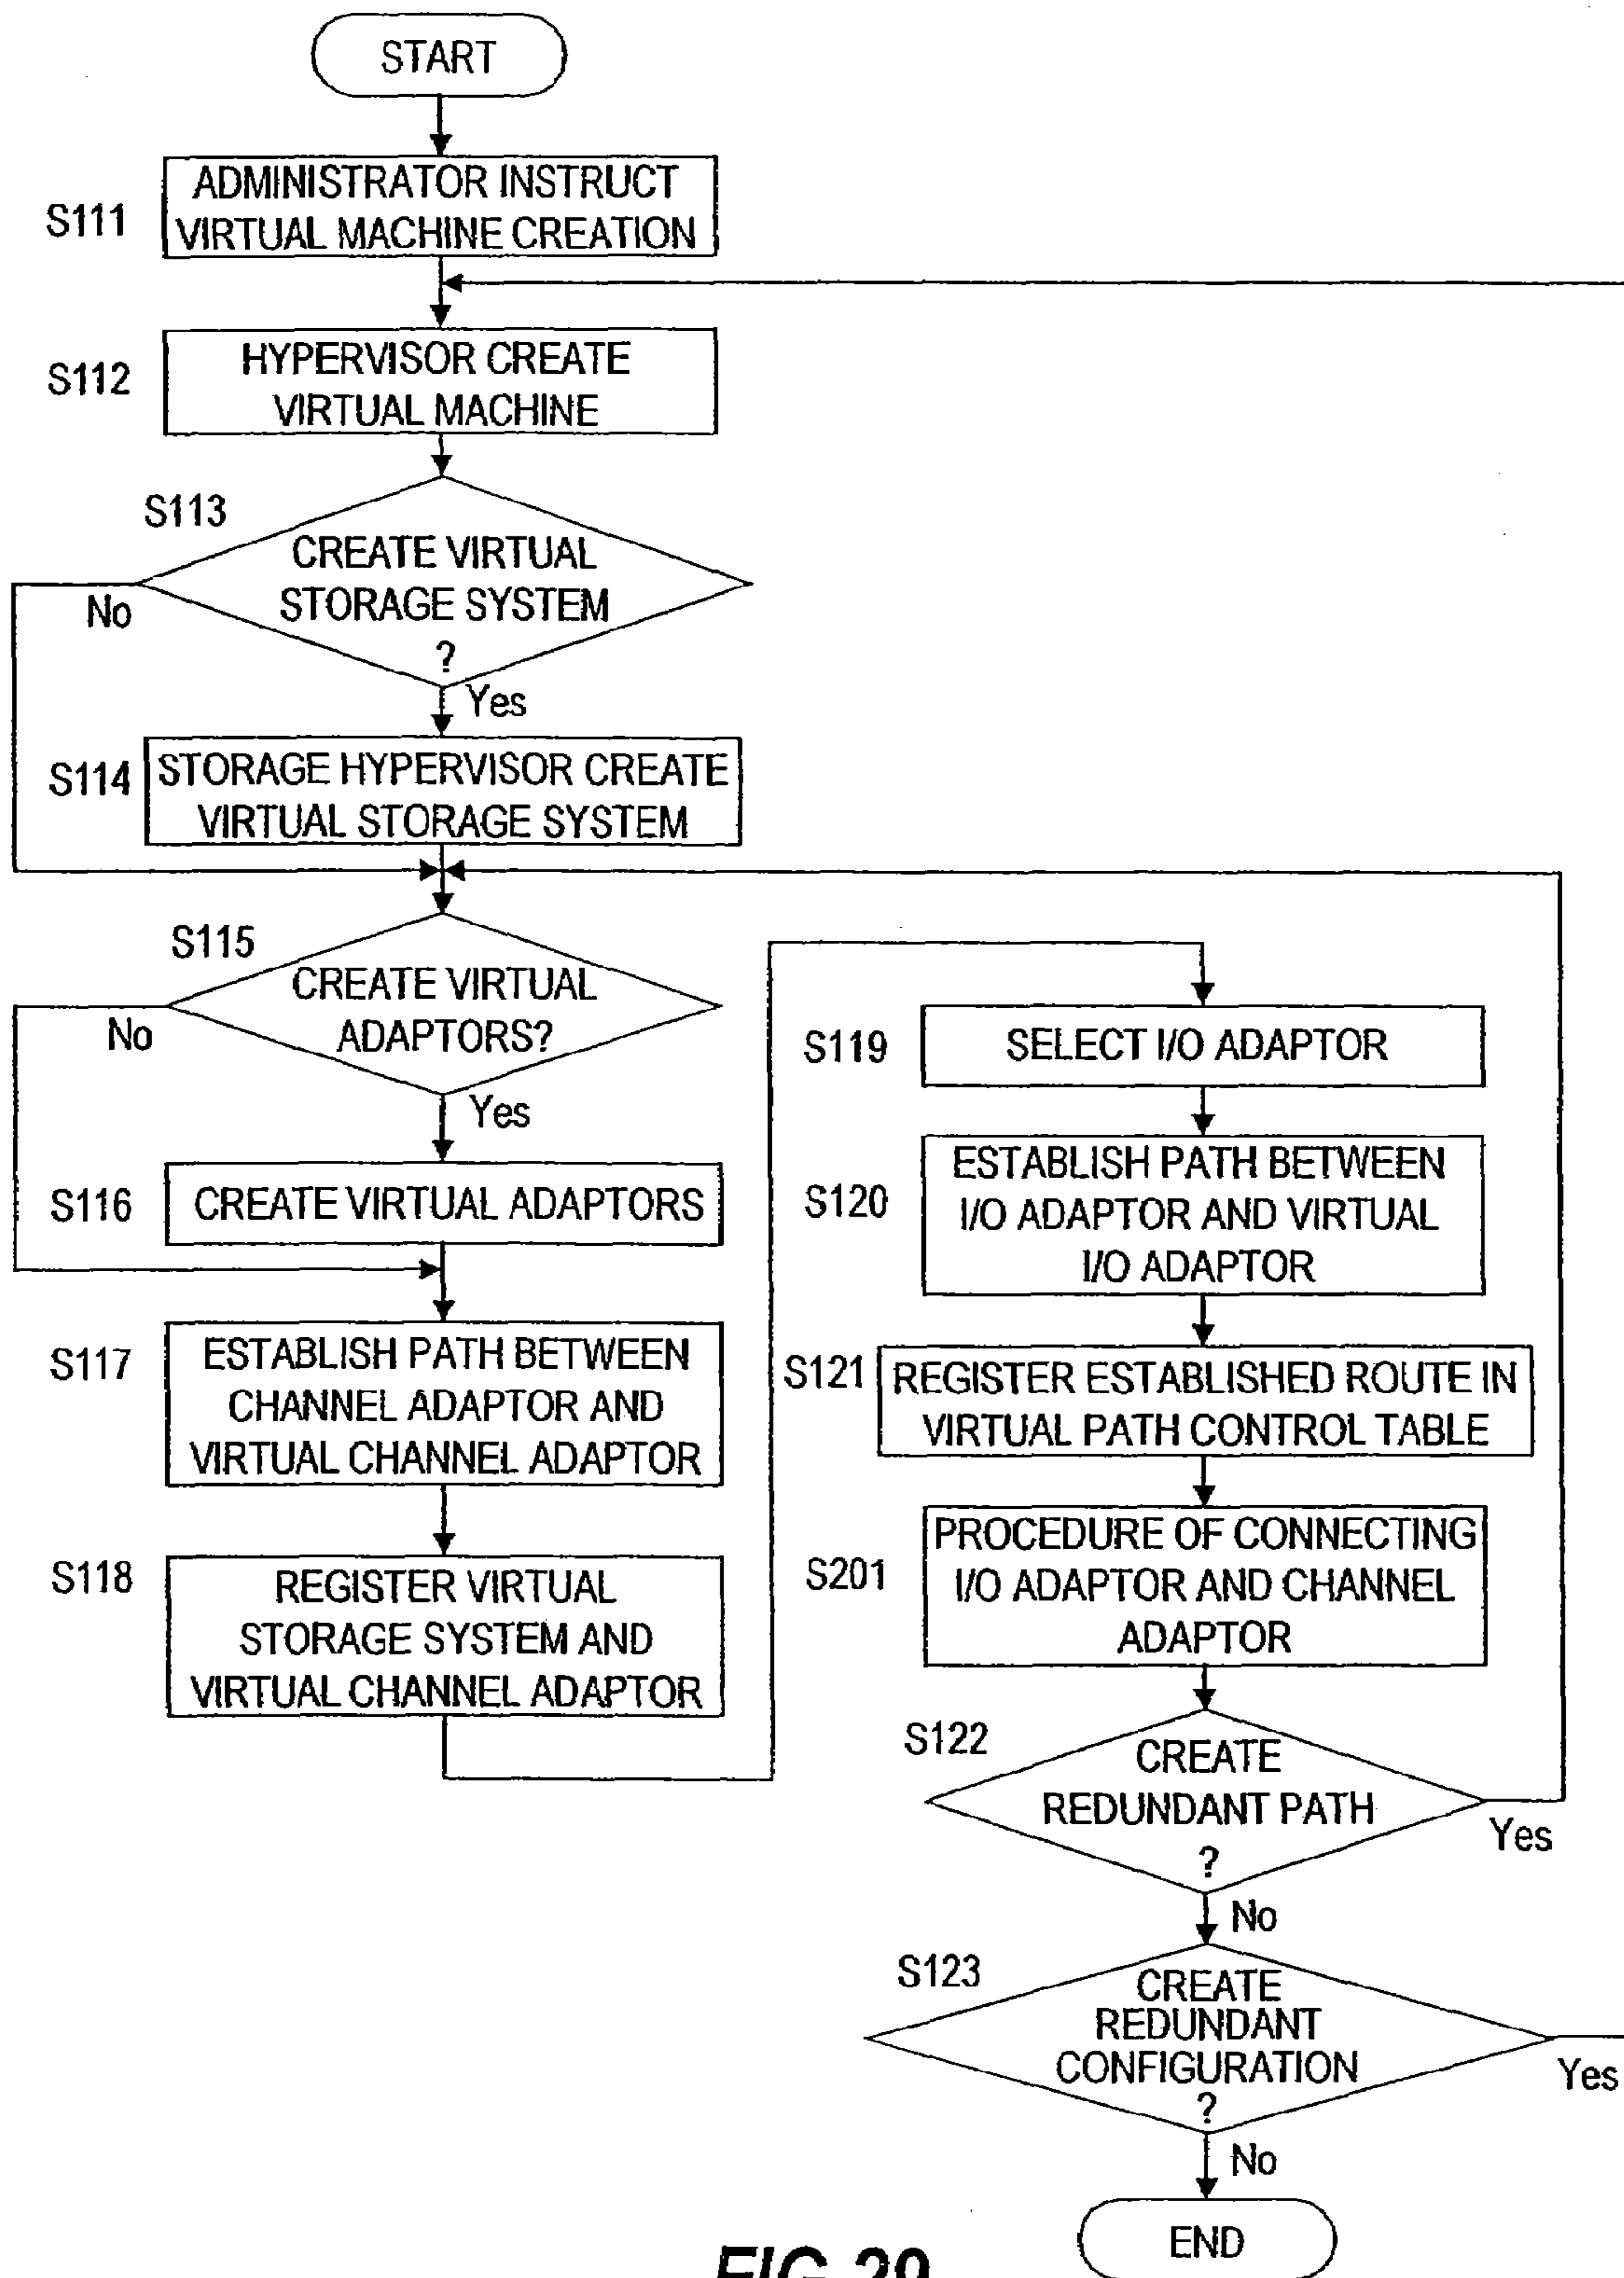 START
S111
ADMINISTRATOR INSTRUCT
VIRTUAL MACHINE CREATION
S112
HYPERVISOR CREATE
VIRTUAL MACHINE
S113
CREATE VIRTUAL
STORAGE SYSTEM
?
No
Yes
S114
STORAGE HYPERVISOR CREATE
VIRTUAL STORAGE SYSTEM
S115
CREATE VIRTUAL
ADAPTORS?
No
Yes
S116
CREATE VIRTUAL ADAPTORS
S117
ESTABLISH PATH BETWEEN
CHANNEL ADAPTOR AND
VIRTUAL CHANNEL ADAPTOR
S118
REGISTER VIRTUAL
STORAGE SYSTEM AND
VIRTUAL CHANNEL ADAPTOR
S119
SELECT I/O ADAPTOR
S120
ESTABLISH PATH BETWEEN
I/O ADAPTOR AND VIRTUAL
I/O ADAPTOR
S121
REGISTER ESTABLISHED ROUTE IN
VIRTUAL PATH CONTROL TABLE
S201
PROCEDURE OF CONNECTING
I/O ADAPTOR AND CHANNEL
ADAPTOR
S122
CREATE
REDUNDANT PATH
?
Yes
No
S123
CREATE
REDUNDANT
CONFIGURATION
?
Yes
No
END